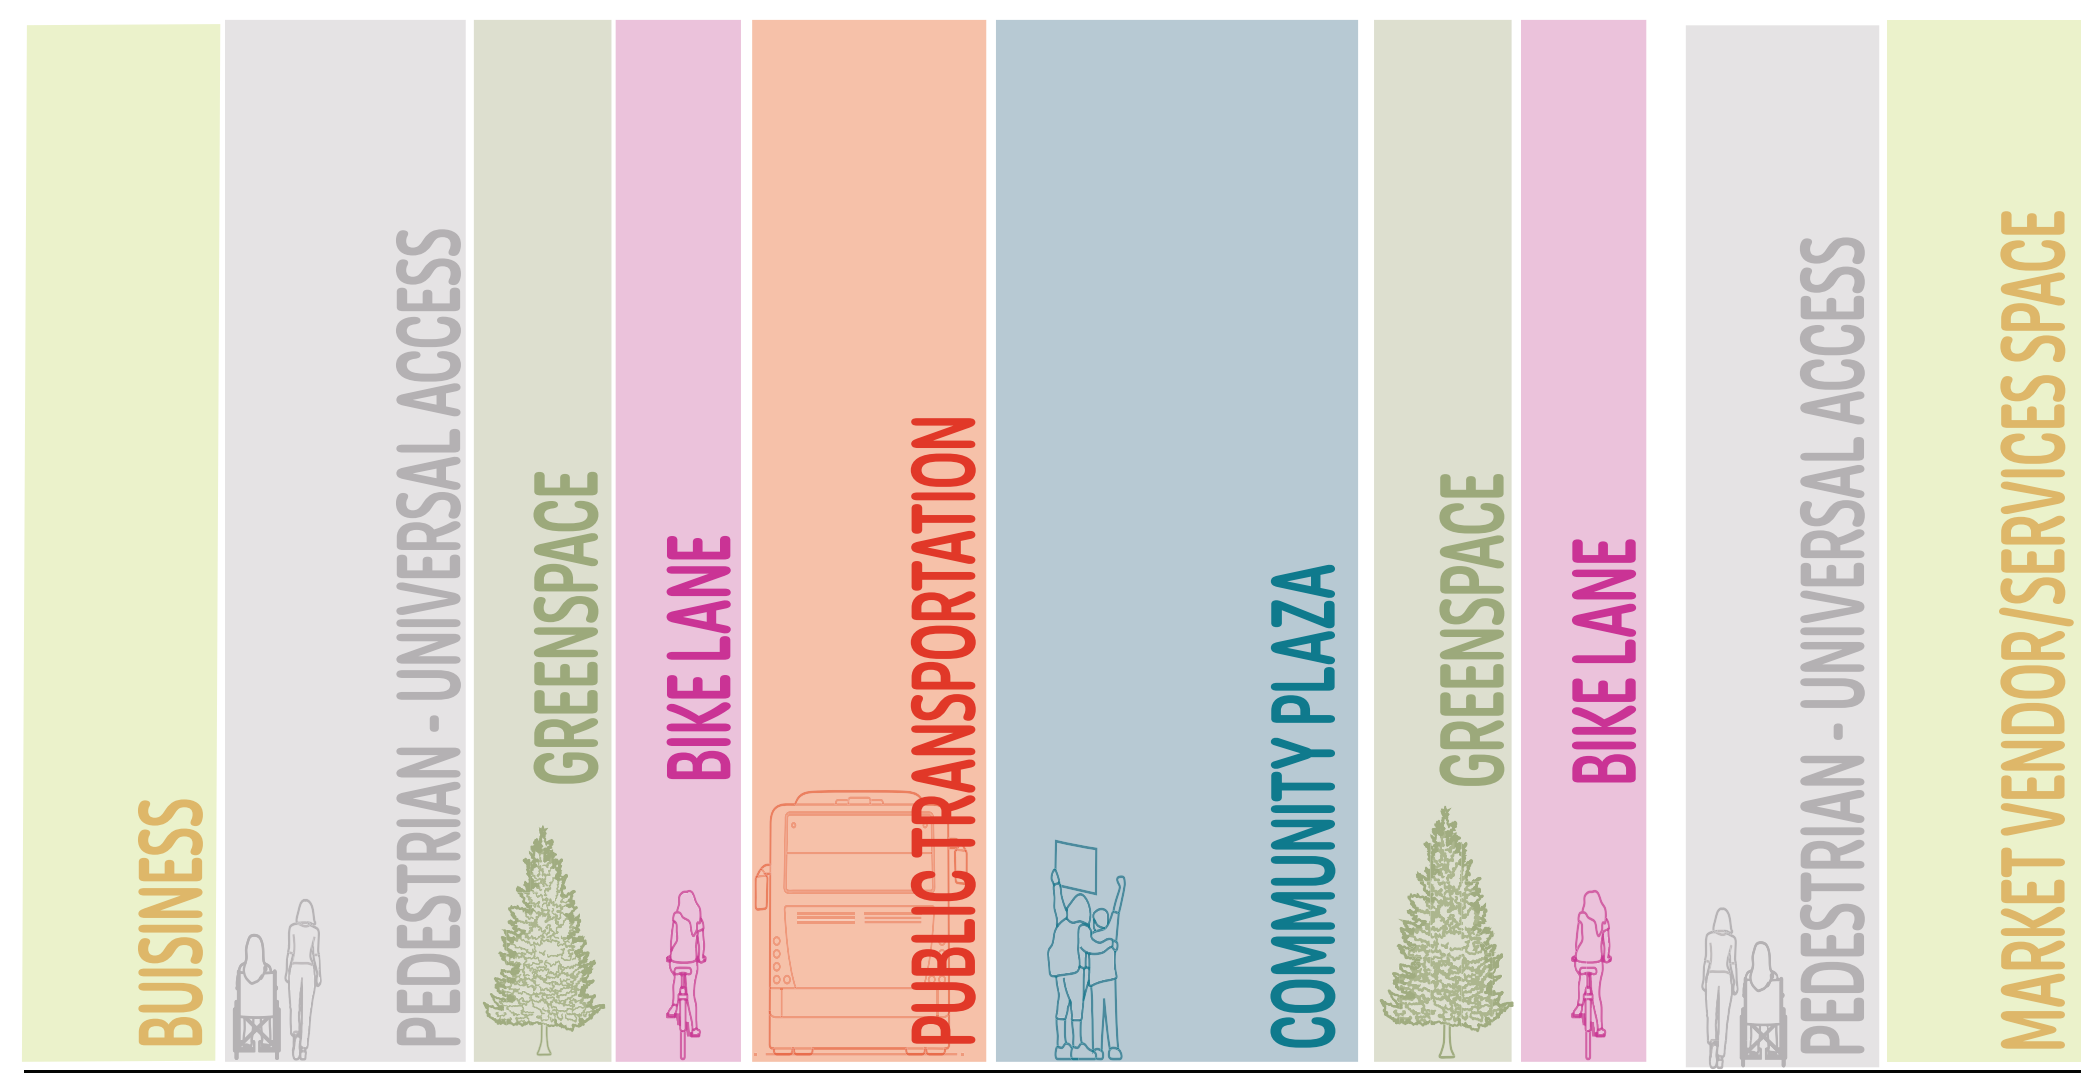 BUISINESS
PEDESTRIAN - UNIVERSAL ACCESS
GREENSPACE
BIKE LANE
PUBLIC TRANSPORTATION
COMMUNITY PLAZA
GREENSPACE
BIKE LANE
PEDESTRIAN - UNIVERSAL ACCESS
MARKET VENDOR/SERVICES SPACE